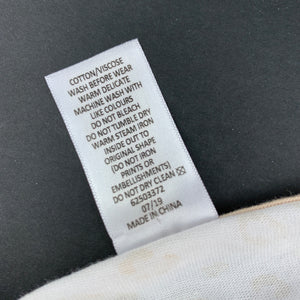 COTTON/VISCOSE
WASH BEFORE WEAR
WARM DELICATE
MACHINE WASH WITH
LIKE COLOURS
DO NOT BLEACH
DO NOT TUMBLE DRY
WARM STEAM IRON
INSIDE OUT TO
ORIGINAL SHAPE
(DO NOT IRON
PRINTS OR
EMBELLISHMENTS)
DO NOT DRY CLEAN
62503372
07/19
MADE IN CHINA